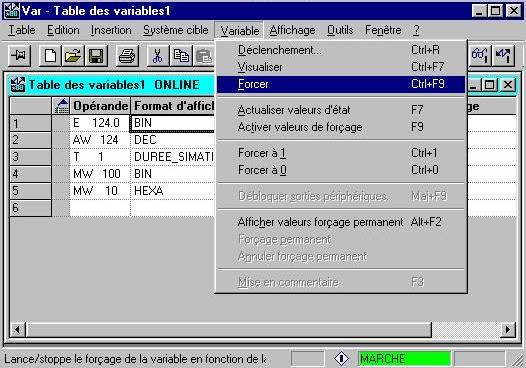 Var - Table des variables1
Table Edition Insertion Système cible Variable Affichage Outils Fenêtre ?
Déclenchement... Ctrl+R
Visualiser Ctrl+F7
Forcer Ctrl+F9
Actualiser valeurs d'état F7
Activer valeurs de forçage F9
Forcer à 1 Ctrl+1
Forcer à 0 Ctrl+0
Débloquer sorties périphériques Maj+F9
Afficher valeurs forçage permanent Alt+F2
Forçage permanent
Annuler forçage permanent
Mise en commentaire F3
Table des variables1 ONLINE
Opérande Format d'affic
1 E 124.0 BIN
2 AW 124 DEC
3 T 1 DUREE_SIMATI
4 MW 100 BIN
5 MW 10 HEXA
6
Lance/stoppe le forçage de la variable en fonction de la
MARCHE